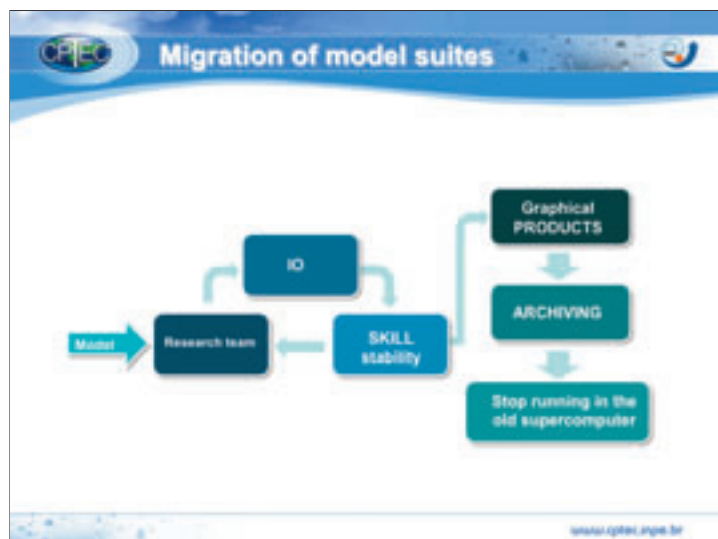 CPTEC
Migration of model suites
Graphical
PRODUCTS
IO
ARCHIVING
Model
Research team
SKILL
stability
Stop running in the
old supercomputer
www.cptec.inpe.br